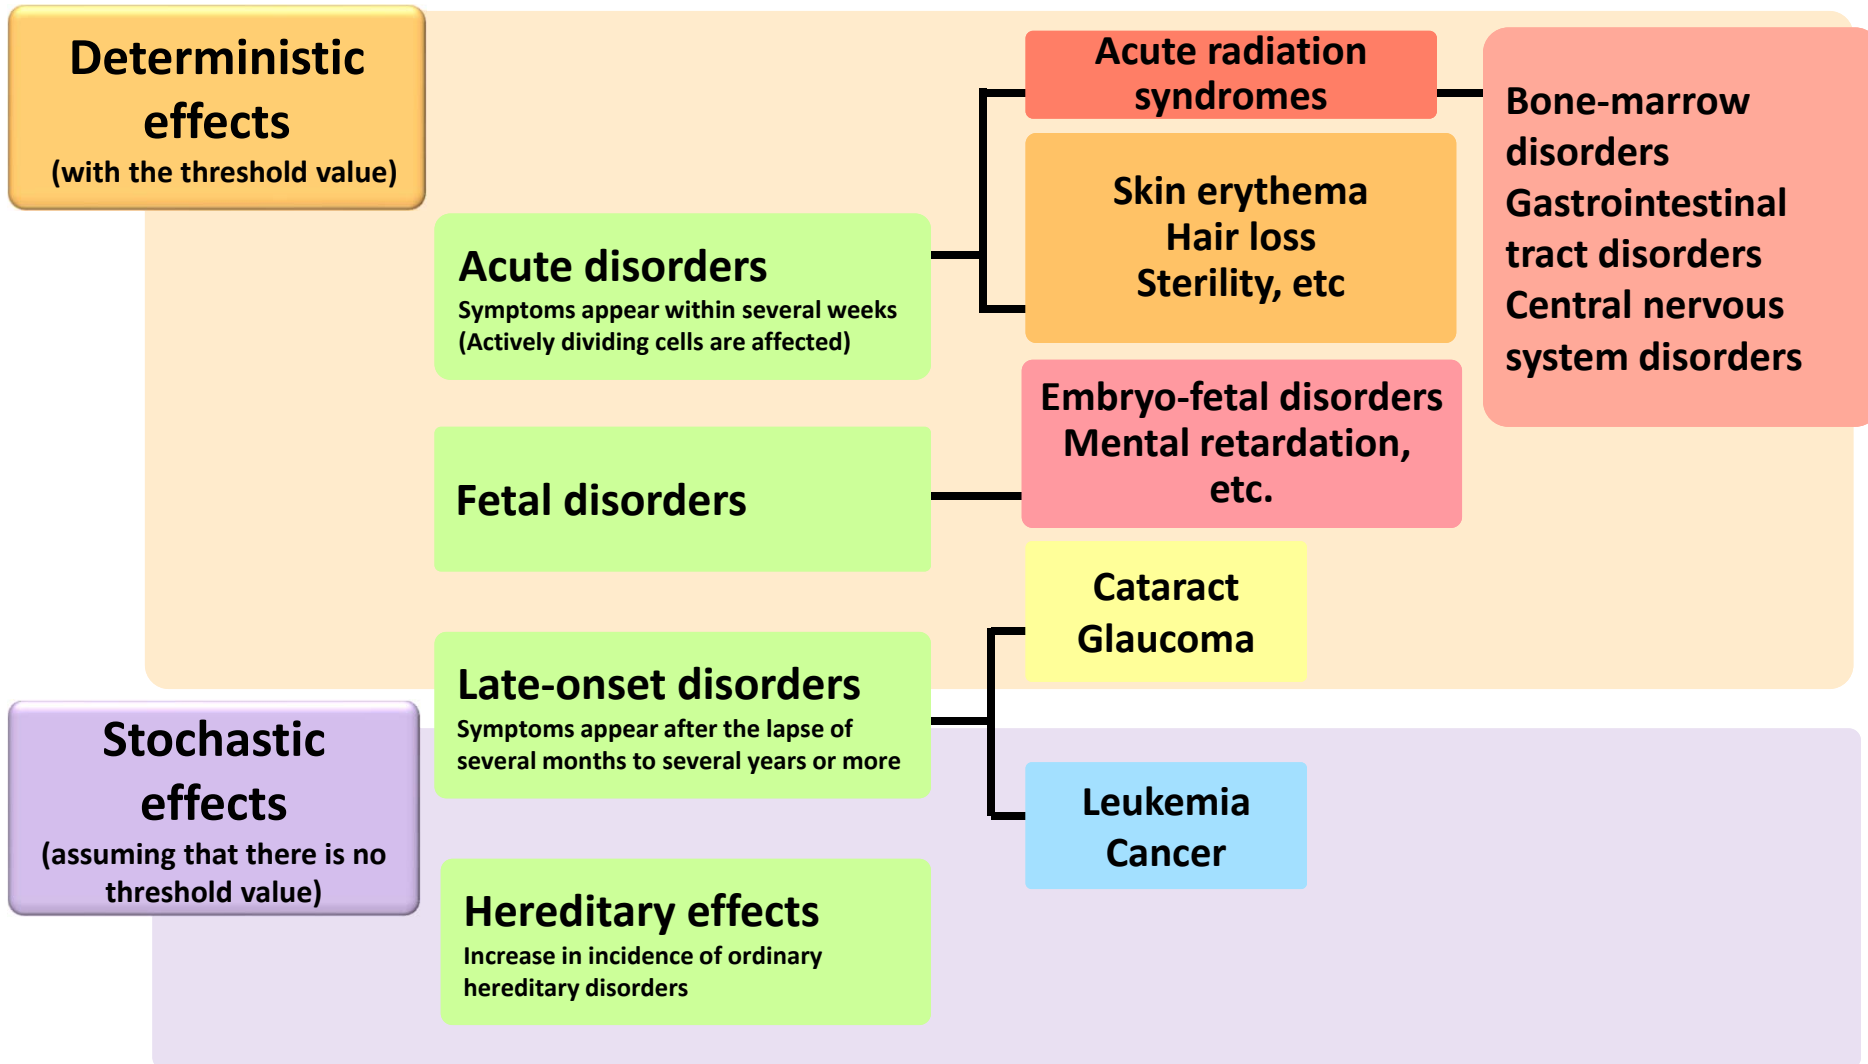 Deterministic
effects
(with the threshold value)
Acute disorders
Symptoms appear within several weeks
(Actively dividing cells are affected)
Acute radiation
syndromes
Skin erythema
Hair loss
Sterility, etc
Bone-marrow
disorders
Gastrointestinal
tract disorders
Central nervous
system disorders
Fetal disorders
Embryo-fetal disorders
Mental retardation,
etc.
Late-onset disorders
Symptoms appear after the lapse of
several months to several years or more
Cataract
Glaucoma
Stochastic
effects
(assuming that there is no
threshold value)
Leukemia
Cancer
Hereditary effects
Increase in incidence of ordinary
hereditary disorders